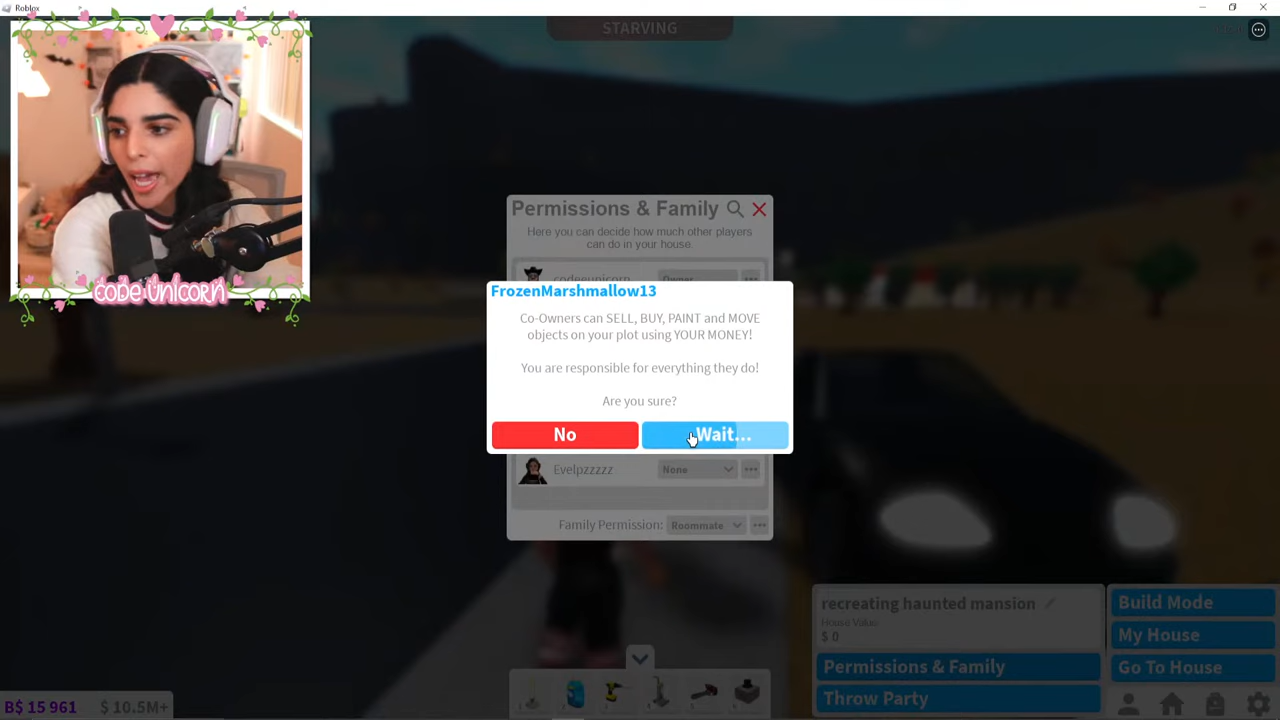 Roblox
STARVING
CODE UNICORN
Permissions & Family
Here you can decide how much other players
can do in your house.
codeeunicorn Owner
FrozenMarshmallow13
Co-Owners can SELL, BUY, PAINT and MOVE
objects on your plot using YOUR MONEY!
You are responsible for everything they do!
Are you sure?
No
Wait...
Evelpzzzzz None
Family Permission: Roommate
recreating haunted mansion
House Value
$ 0
Permissions & Family
Throw Party
Build Mode
My House
Go To House
B$ 15 961 $ 10.5M+